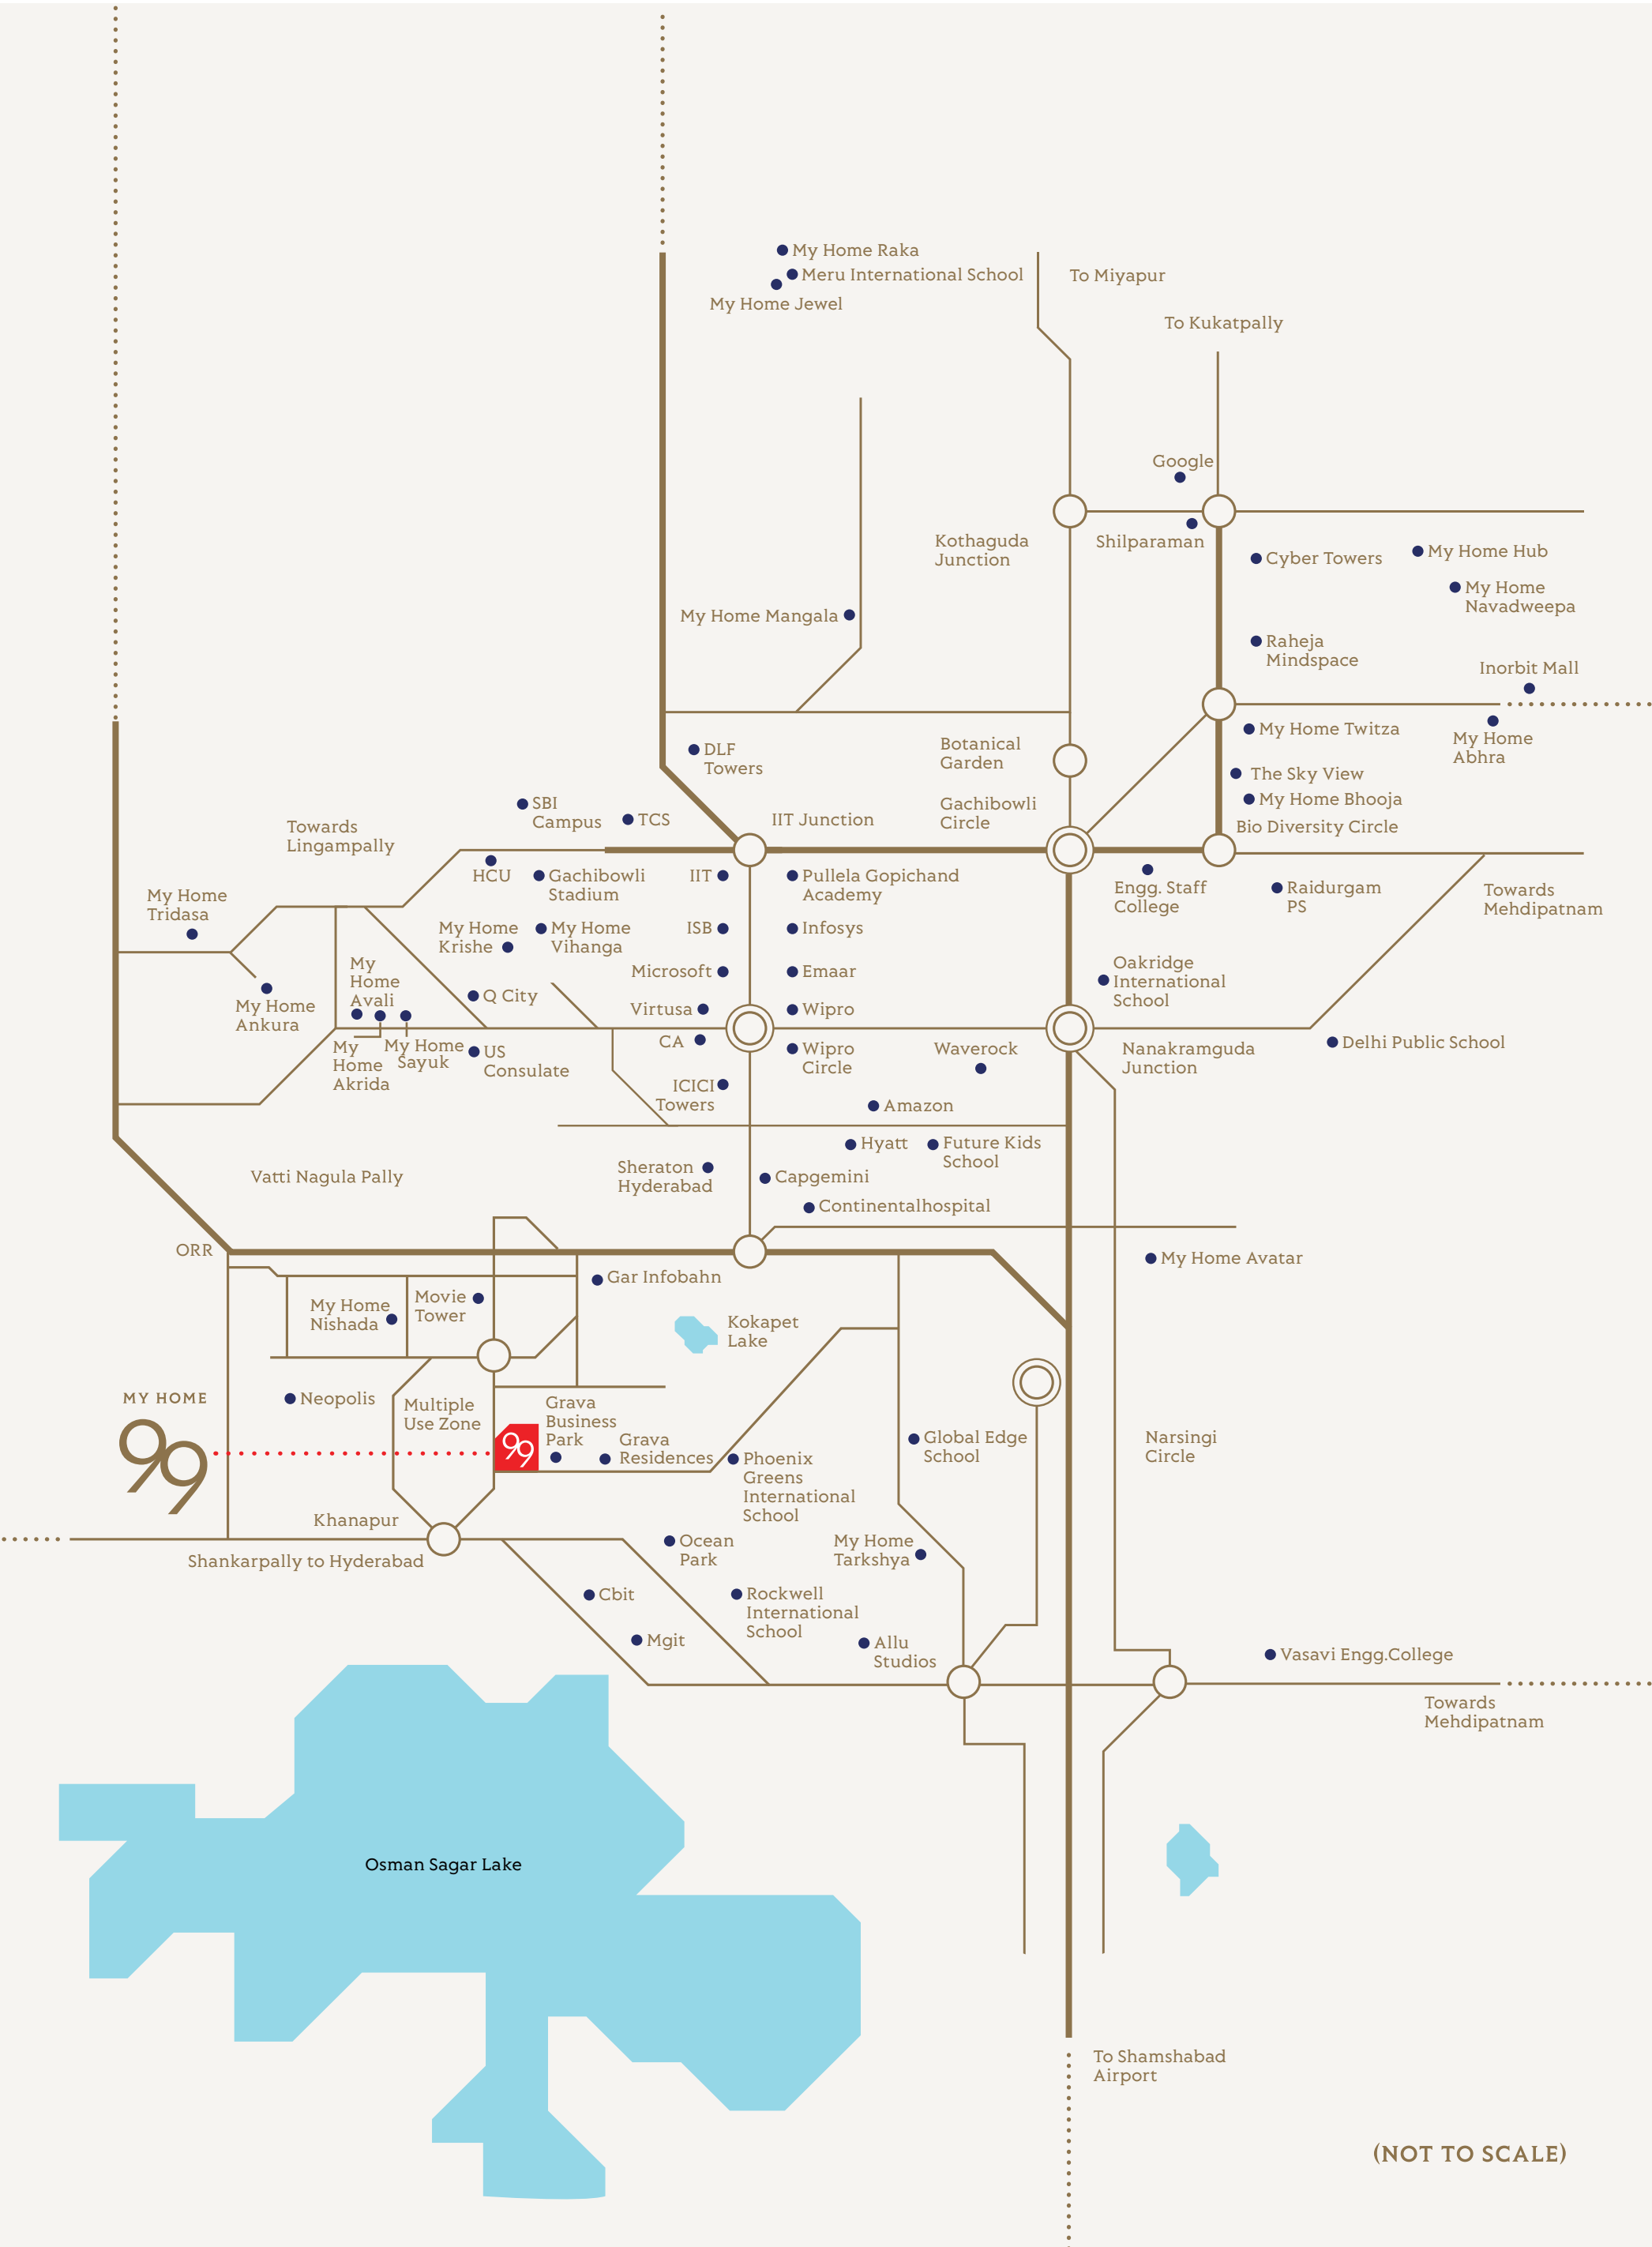 My Home Raka
Meru International School
My Home Jewel
To Miyapur
To Kukatpally
Google
Shilparaman
Kothaguda
Junction
Cyber Towers
My Home Hub
My Home
Navadweepa
My Home Mangala
Raheja
Mindspace
Inorbit Mall
My Home Twitza
My Home
Abhra
DLF
Towers
Botanical
Garden
The Sky View
My Home Bhooja
SBI
Campus
TCS
IIT Junction
Gachibowli
Circle
Bio Diversity Circle
Towards
Lingampally
HCU
Gachibowli
Stadium
IIT
Pullela Gopichand
Academy
Engg. Staff
College
Raidurgam
PS
Towards
Mehdipatnam
My Home
Tridasa
My Home
Krishe
My Home
Vihanga
ISB
Infosys
My
Home
Avali
Microsoft
Emaar
Oakridge
International
School
My Home
Ankura
Q City
Virtusa
Wipro
My
Home
Akrida
My Home
Sayuk
US
Consulate
CA
Wipro
Circle
Waverock
Nanakramguda
Junction
Delhi Public School
ICICI
Towers
Amazon
Hyatt
Future Kids
School
Vatti Nagula Pally
Sheraton
Hyderabad
Capgemini
Continentalhospital
ORR
My Home Avatar
Gar Infobahn
My Home
Nishada
Movie
Tower
Kokapet
Lake
MY HOME
99
Neopolis
Multiple
Use Zone
99
Grava
Business
Park
Grava
Residences
Phoenix
Greens
International
School
Global Edge
School
Narsingi
Circle
Khanapur
Shankarpally to Hyderabad
Ocean
Park
My Home
Tarkshya
Cbit
Rockwell
International
School
Mgit
Allu
Studios
Vasavi Engg.College
Towards
Mehdipatnam
Osman Sagar Lake
To Shamshabad
Airport
(NOT TO SCALE)